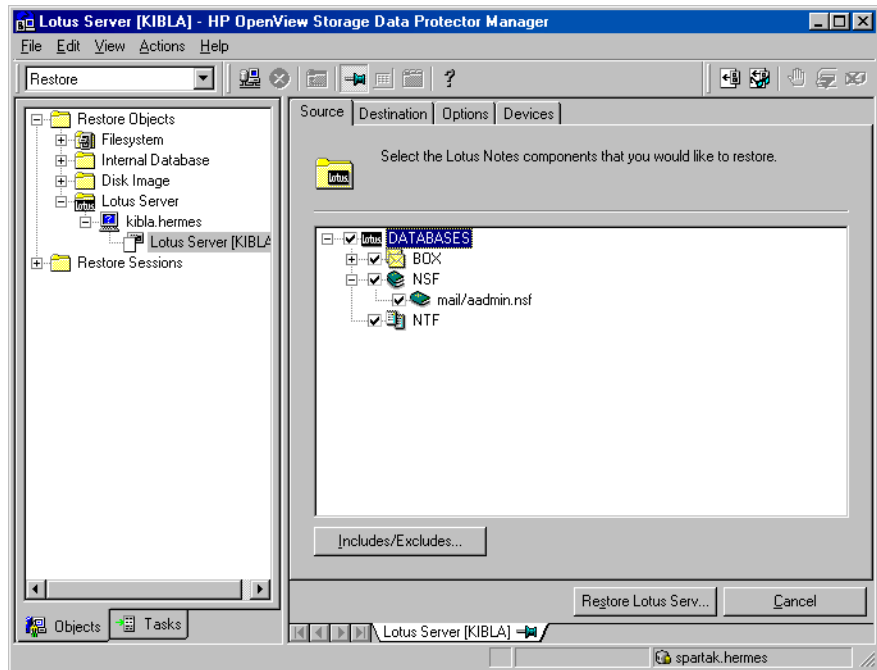 Lotus Server [KIBLA] - HP OpenView Storage Data Protector Manager
File Edit View Actions Help
Restore
?
Restore Objects
Filesystem
Internal Database
Disk Image
Lotus
Lotus Server
kibla.hermes
Lotus Server [KIBLA
Restore Sessions
Objects
Tasks
Source
Destination
Options
Devices
Lotus
Select the Lotus Notes components that you would like to restore.
Lotus
DATABASES
BOX
NSF
mail/aadmin.nsf
NTF
Includes/Excludes...
Restore Lotus Serv...
Cancel
Lotus Server [KIBLA]
spartak.hermes